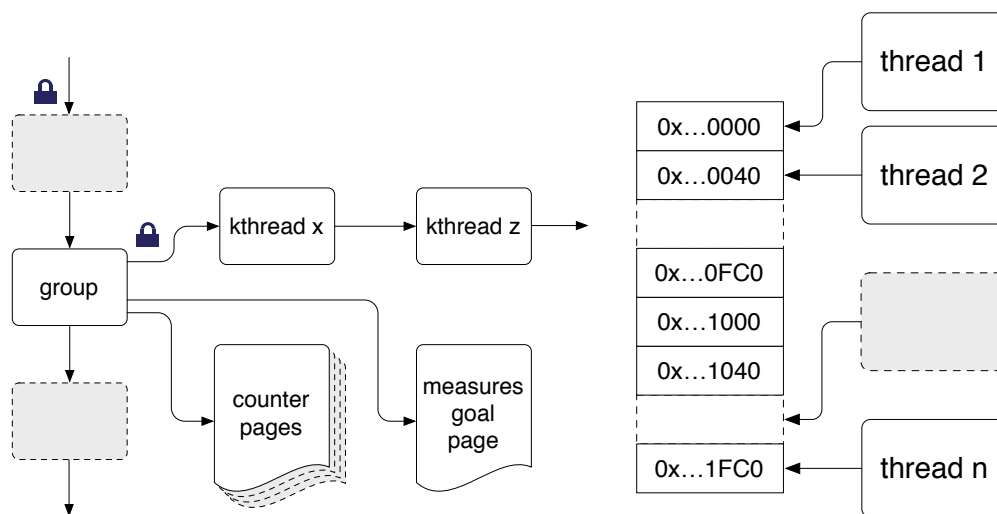 group
kthread x
kthread z
counter
pages
measures
goal
page
0x…0000
0x…0040
0x…0FC0
0x…1000
0x…1040
0x…1FC0
thread 1
thread 2
thread n